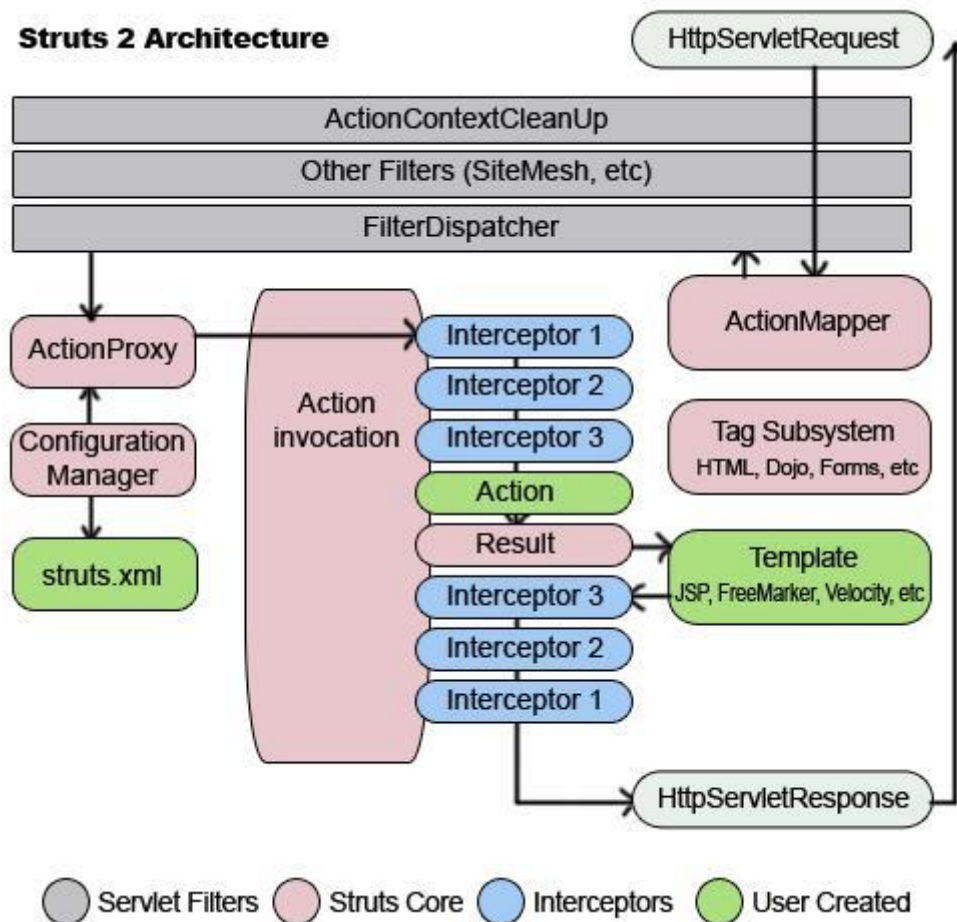 Struts 2 Architecture
HttpServletRequest
ActionContextCleanUp
Other Filters (SiteMesh, etc)
FilterDispatcher
ActionProxy
Configuration
Manager
struts.xml
Action
invocation
Interceptor 1
Interceptor 2
Interceptor 3
Action
Result
Interceptor 3
Interceptor 2
Interceptor 1
ActionMapper
Tag Subsystem
HTML, Dojo, Forms, etc
Template
JSP, FreeMarker, Velocity, etc
HttpServletResponse
Servlet Filters
Struts Core
Interceptors
User Created